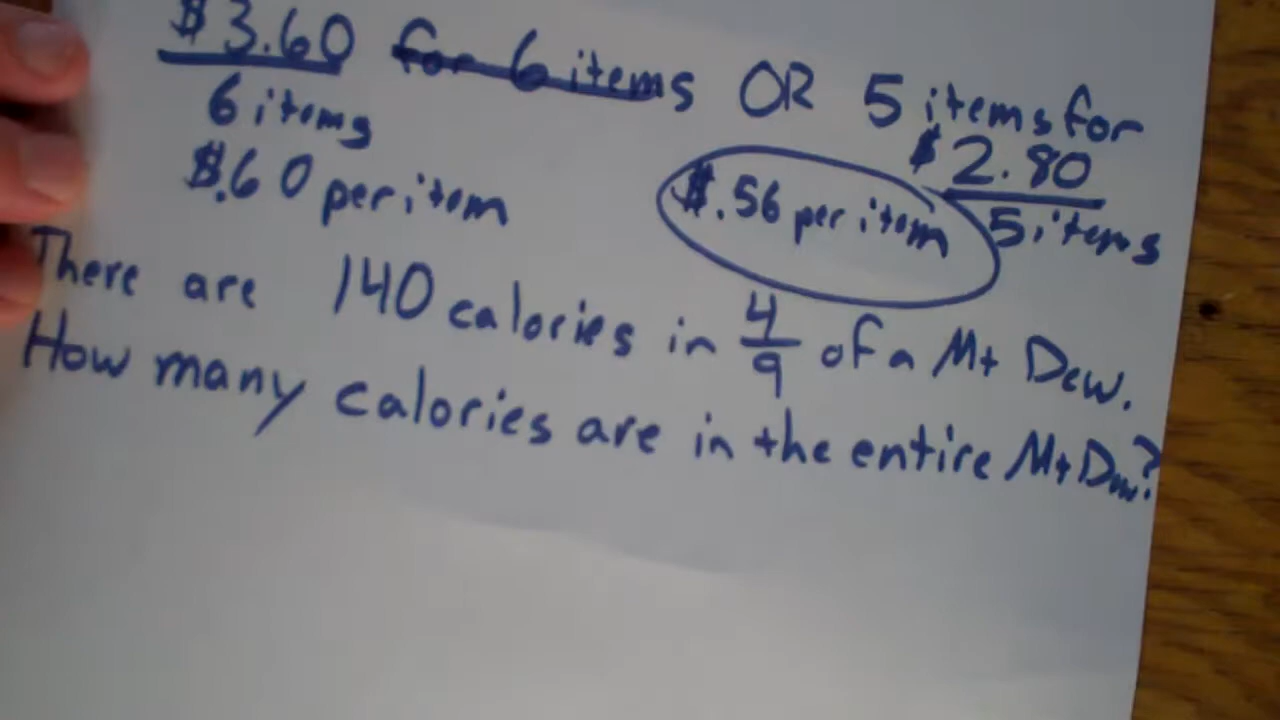 $3.60 for 6 items OR 5 items for
6 items
$2.80
5 items
$.60 per item
$.56 per item
There are 140 calories in 4/9 of a Mt Dew.
How many calories are in the entire Mt Dew?